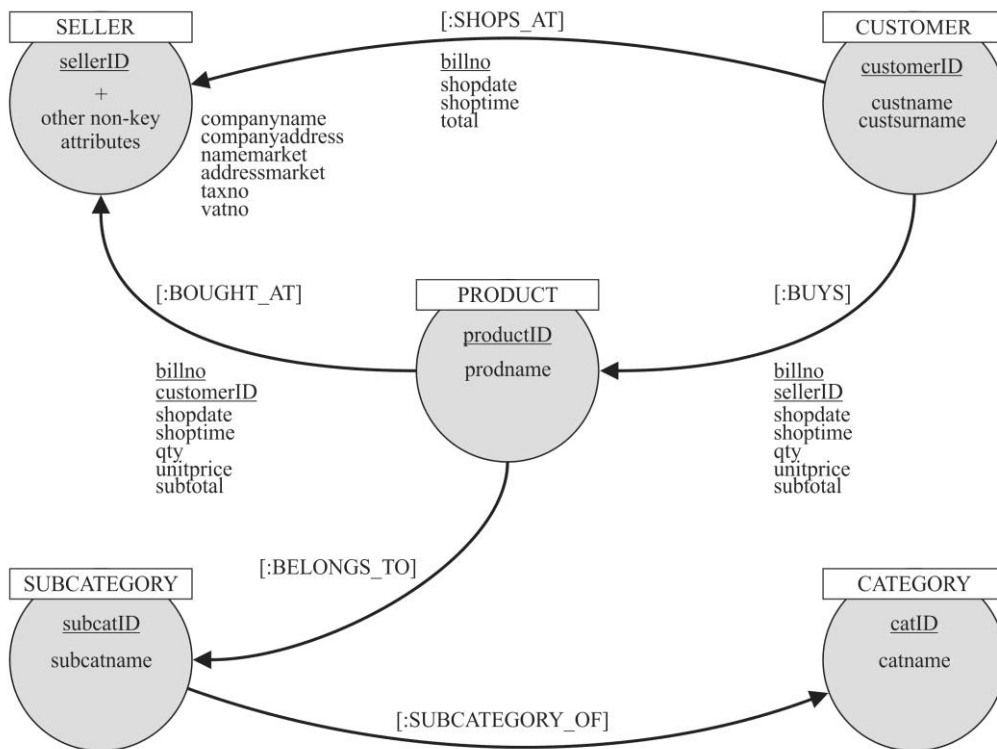 SELLER
sellerID
+
other non-key
attributes
companyname
companyaddress
namemarket
addressmarket
taxno
vatno
[:SHOPS_AT]
billno
shopdate
shoptime
total
CUSTOMER
customerID
custname
custsurname
[:BOUGHT_AT]
billno
customerID
shopdate
shoptime
qty
unitprice
subtotal
PRODUCT
productID
prodname
[:BUYS]
billno
sellerID
shopdate
shoptime
qty
unitprice
subtotal
[:BELONGS_TO]
SUBCATEGORY
subcatID
subcatname
[:SUBCATEGORY_OF]
CATEGORY
catID
catname